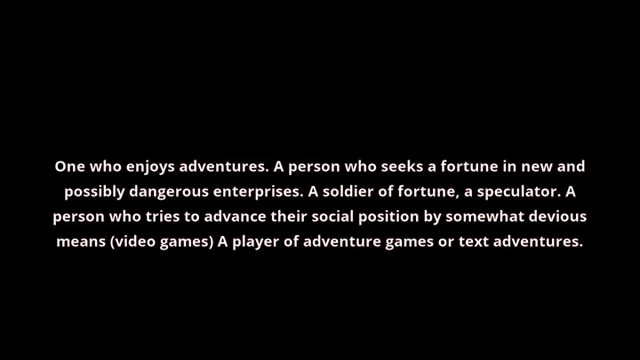 One who enjoys adventures. A person who seeks a fortune in new and
possibly dangerous enterprises. A soldier of fortune, a speculator. A
person who tries to advance their social position by somewhat devious
means (video games) A player of adventure games or text adventures.